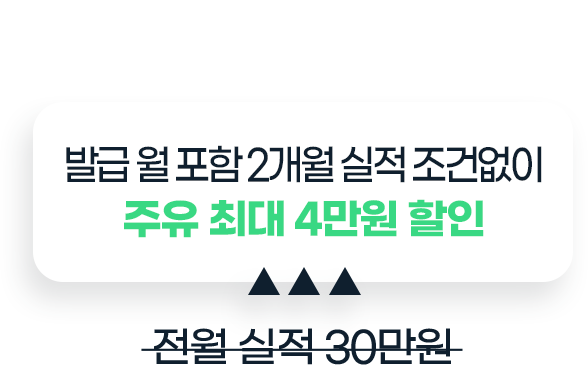 발급 월 포함 2개월 실적 조건없이
주유 최대 4만원 할인
전월 실적 30만원